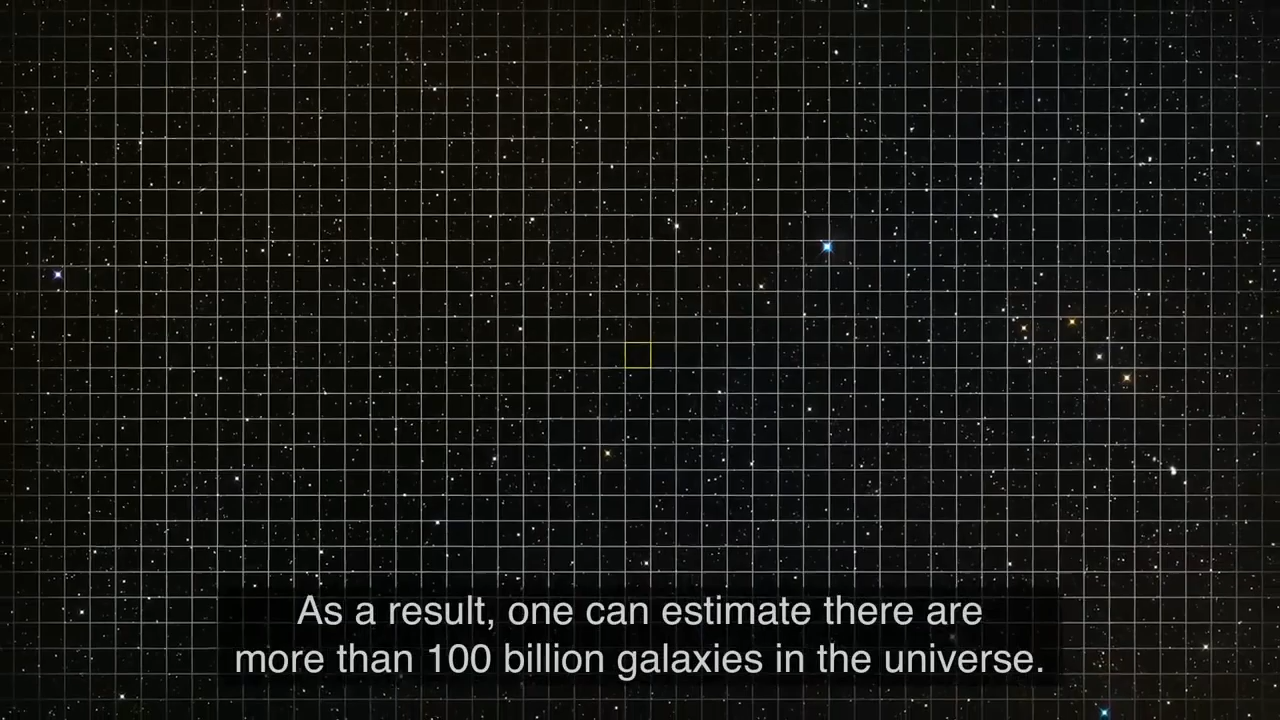 As a result, one can estimate there are
more than 100 billion galaxies in the universe.